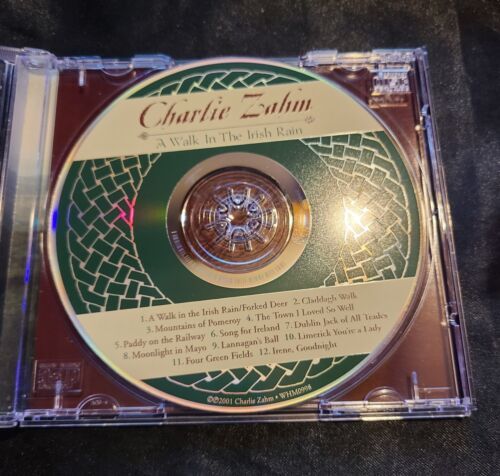 Charlie Zahm
A Walk In The Irish Rain
1. A Walk in the Irish Rain/Forked Deer 2. Claddagh Walk
3. Mountains of Pomeroy 4. The Town I Loved So Well
5. Paddy on the Railway 6. Song for Ireland 7. Dublin Jack of All Trades
8. Moonlight in Mayo 9. Lannagan's Ball 10. Limerick You're a Lady
11. Four Green Fields 12. Irene, Goodnight
©℗2001 Charlie Zahm • WHM0998